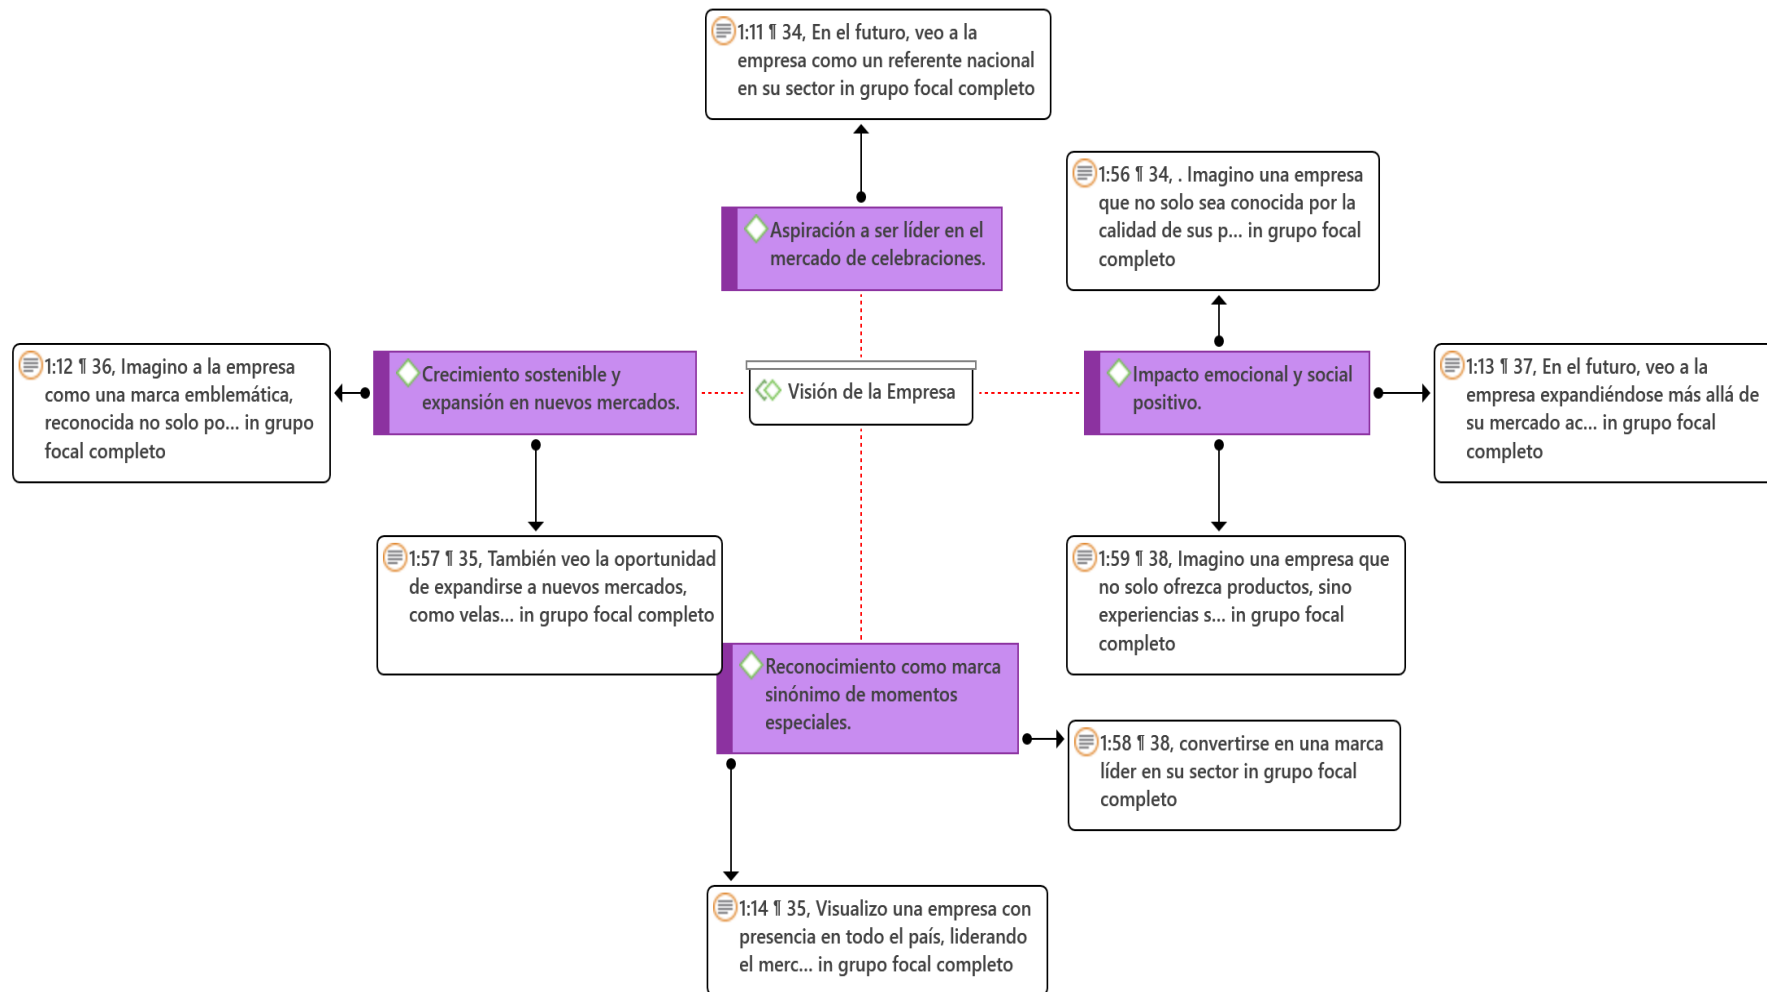 1:11 ¶ 34, En el futuro, veo a la
empresa como un referente nacional
en su sector in grupo focal completo
1:56 ¶ 34, . Imagino una empresa
que no solo sea conocida por la
calidad de sus p... in grupo focal
completo
Aspiración a ser líder en el
mercado de celebraciones.
1:12 ¶ 36, Imagino a la empresa
como una marca emblemática,
reconocida no solo po... in grupo
focal completo
Crecimiento sostenible y
expansión en nuevos mercados.
Visión de la Empresa
Impacto emocional y social
positivo.
1:13 ¶ 37, En el futuro, veo a la
empresa expandiéndose más allá de
su mercado ac... in grupo focal
completo
1:57 ¶ 35, También veo la oportunidad
de expandirse a nuevos mercados,
como velas... in grupo focal completo
1:59 ¶ 38, Imagino una empresa que
no solo ofrezca productos, sino
experiencias s... in grupo focal
completo
Reconocimiento como marca
sinónimo de momentos
especiales.
1:58 ¶ 38, convertirse en una marca
líder en su sector in grupo focal
completo
1:14 ¶ 35, Visualizo una empresa con
presencia en todo el país, liderando
el merc... in grupo focal completo